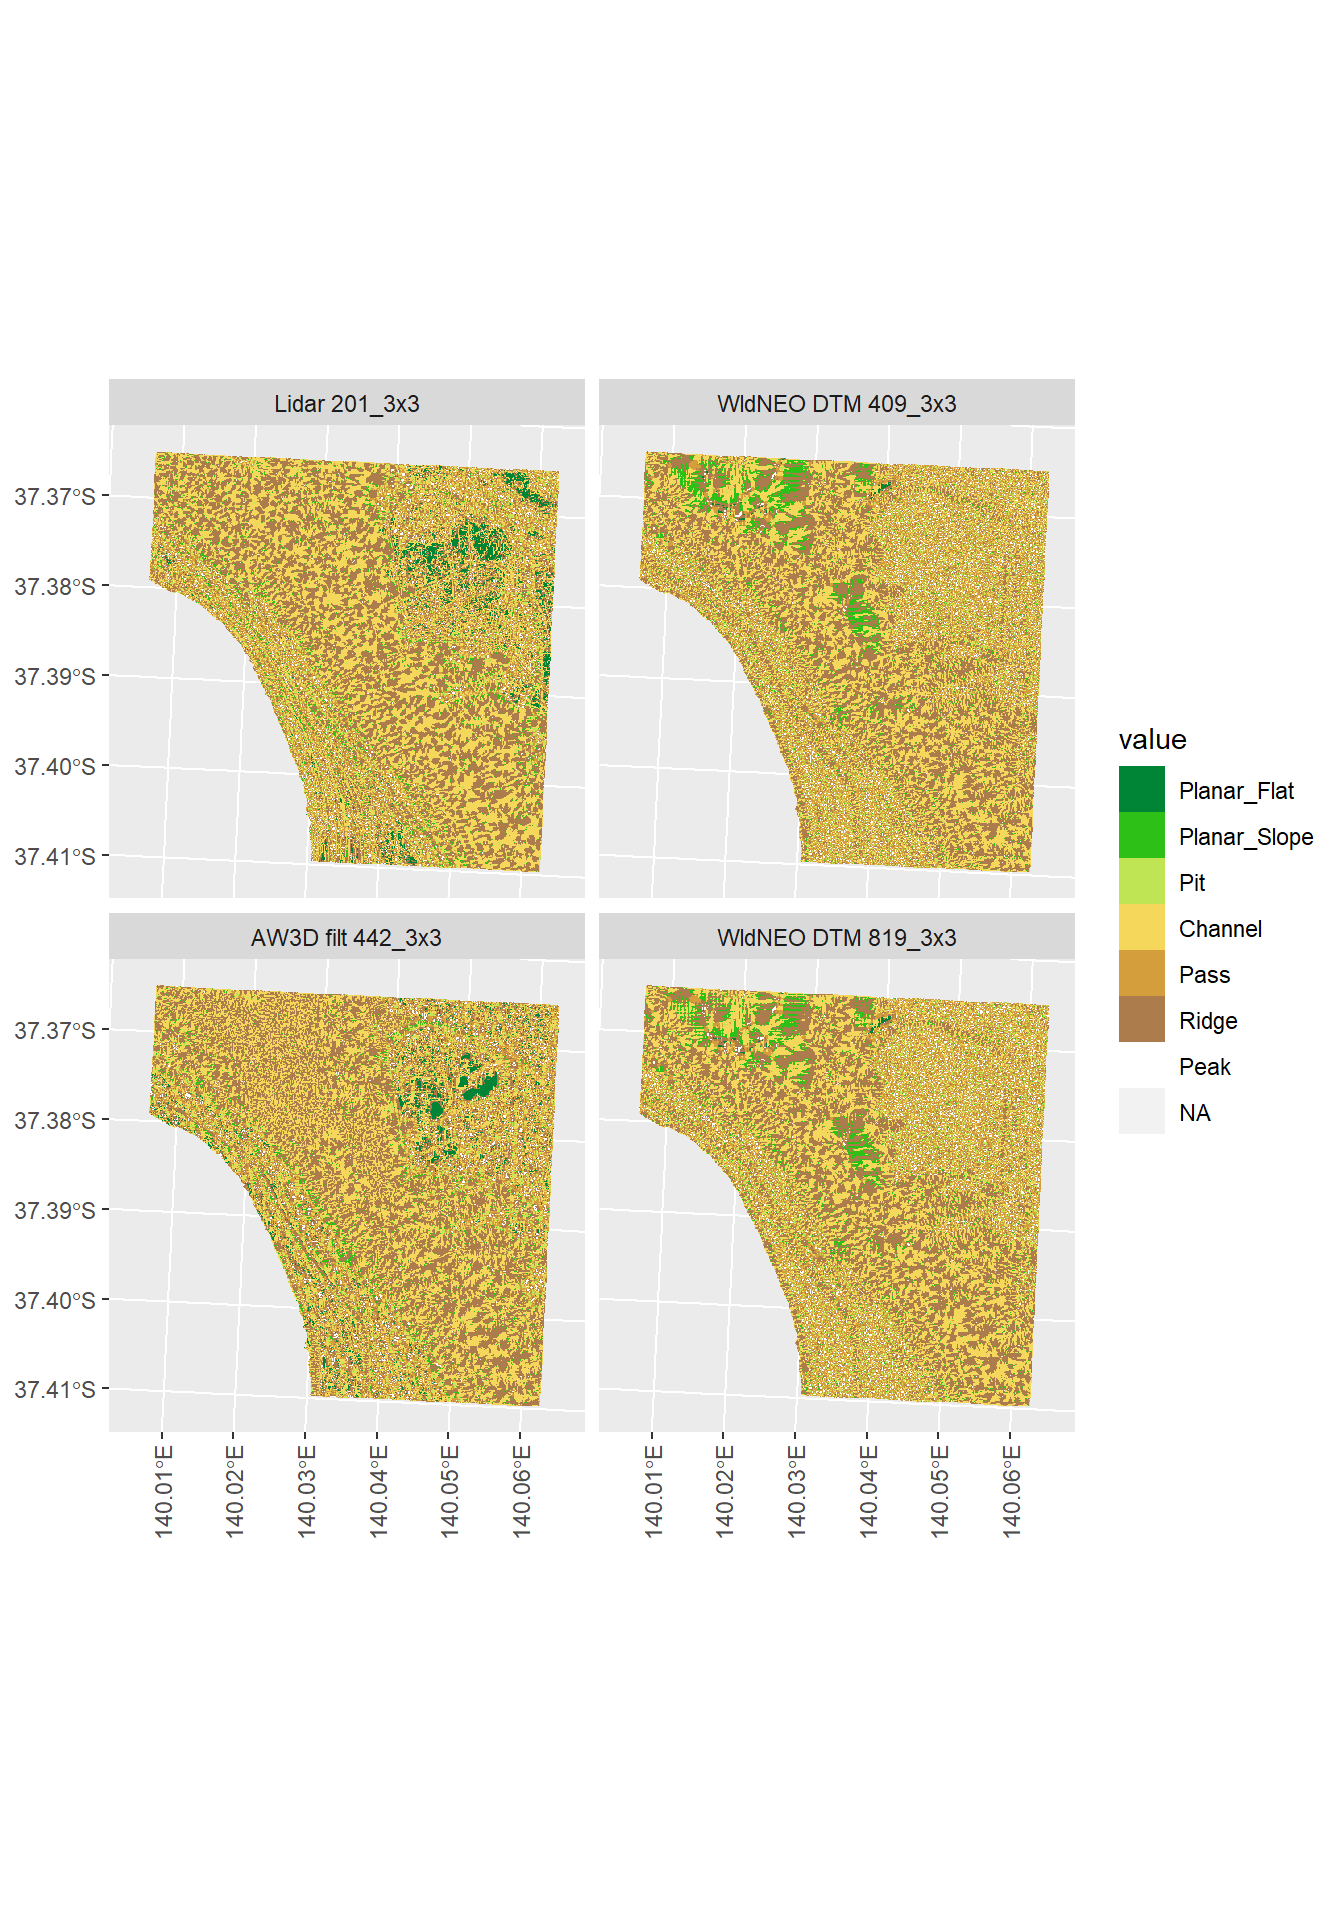 Lidar 201_3x3
WldNEO DTM 409_3x3
37.37°S
37.38°S
37.39°S
37.40°S
37.41°S
AW3D filt 442_3x3
WldNEO DTM 819_3x3
37.37°S
37.38°S
37.39°S
37.40°S
37.41°S
140.01°E
140.02°E
140.03°E
140.04°E
140.05°E
140.06°E
140.01°E
140.02°E
140.03°E
140.04°E
140.05°E
140.06°E
value
Planar_Flat
Planar_Slope
Pit
Channel
Pass
Ridge
Peak
NA